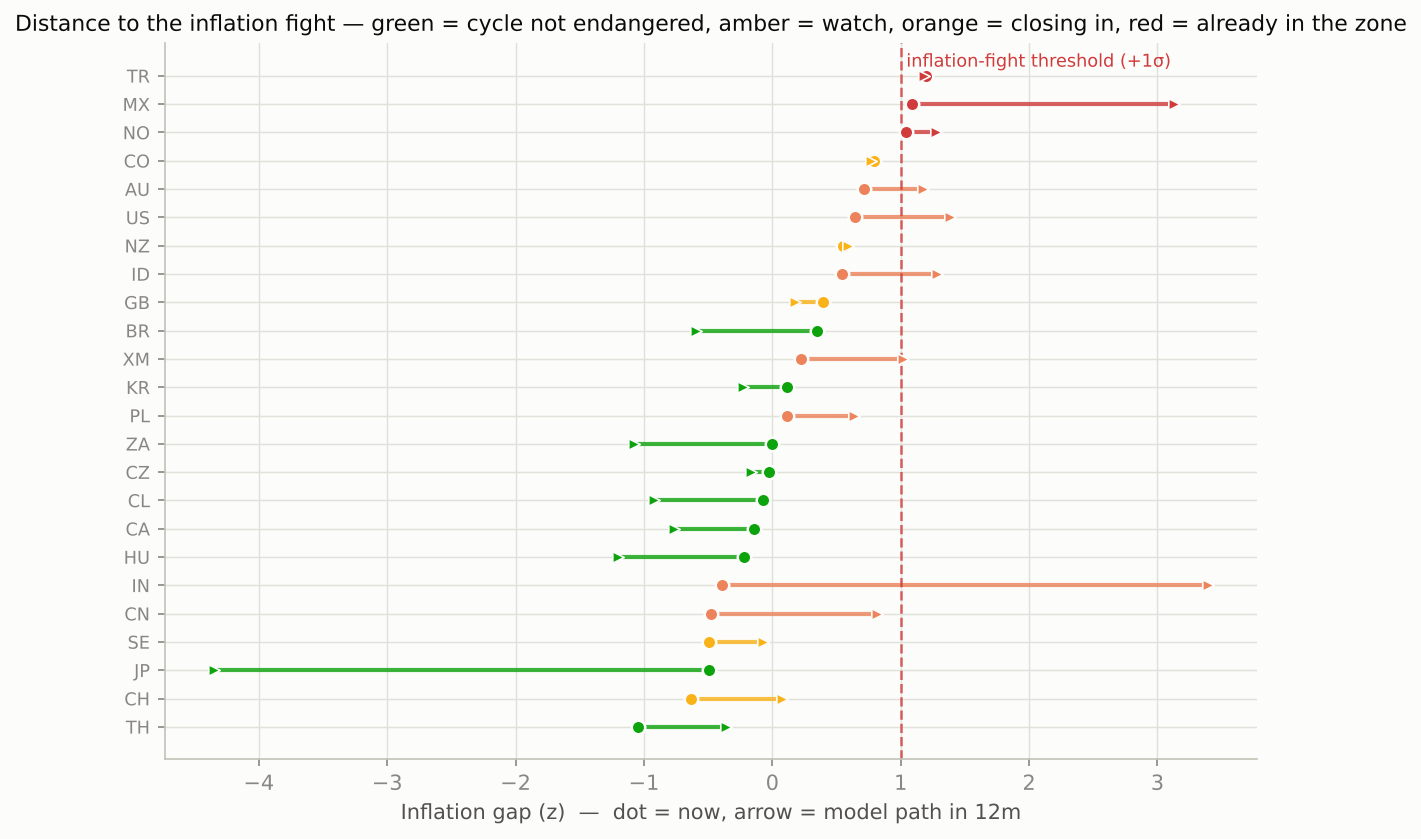 Distance to the inflation fight — green = cycle not endangered, amber = watch, orange = closing in, red = already in the zone
inflation-fight threshold (+1σ)
TR
MX
NO
CO
AU
US
NZ
ID
GB
BR
XM
KR
PL
ZA
CZ
CL
CA
HU
IN
CN
SE
JP
CH
TH
−4 −3 −2 −1 0 1 2 3
Inflation gap (z) — dot = now, arrow = model path in 12m